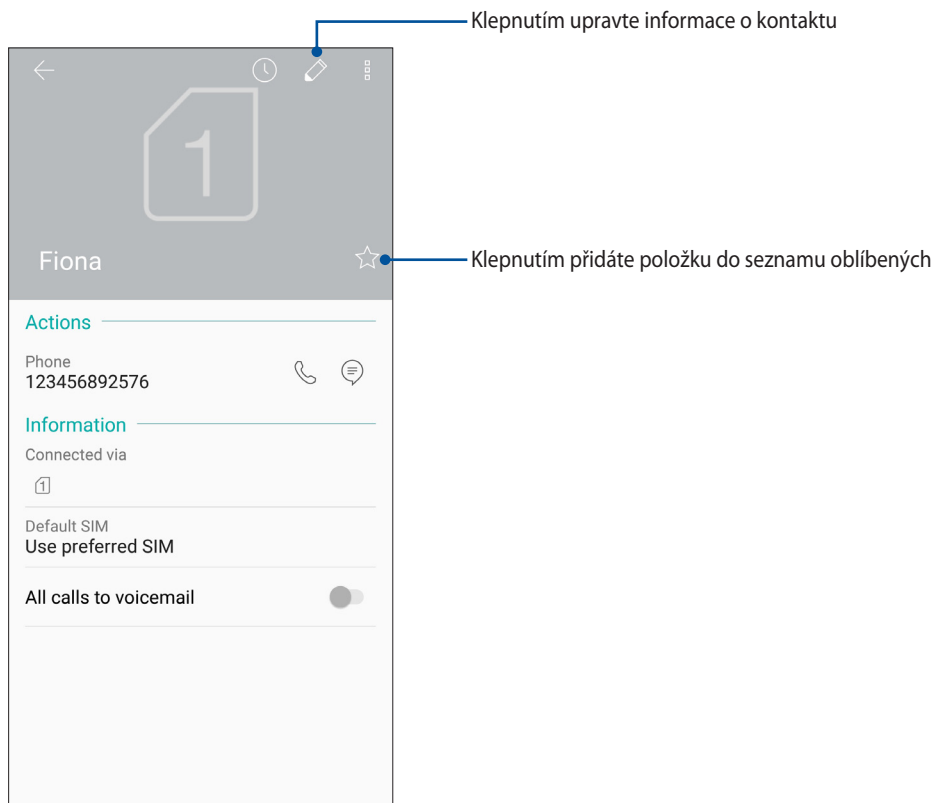 Klepnutím upravte informace o kontaktu
1
Fiona
Klepnutím přidáte položku do seznamu oblíbených
Actions
Phone
123456892576
Information
Connected via
1
Default SIM
Use preferred SIM
All calls to voicemail